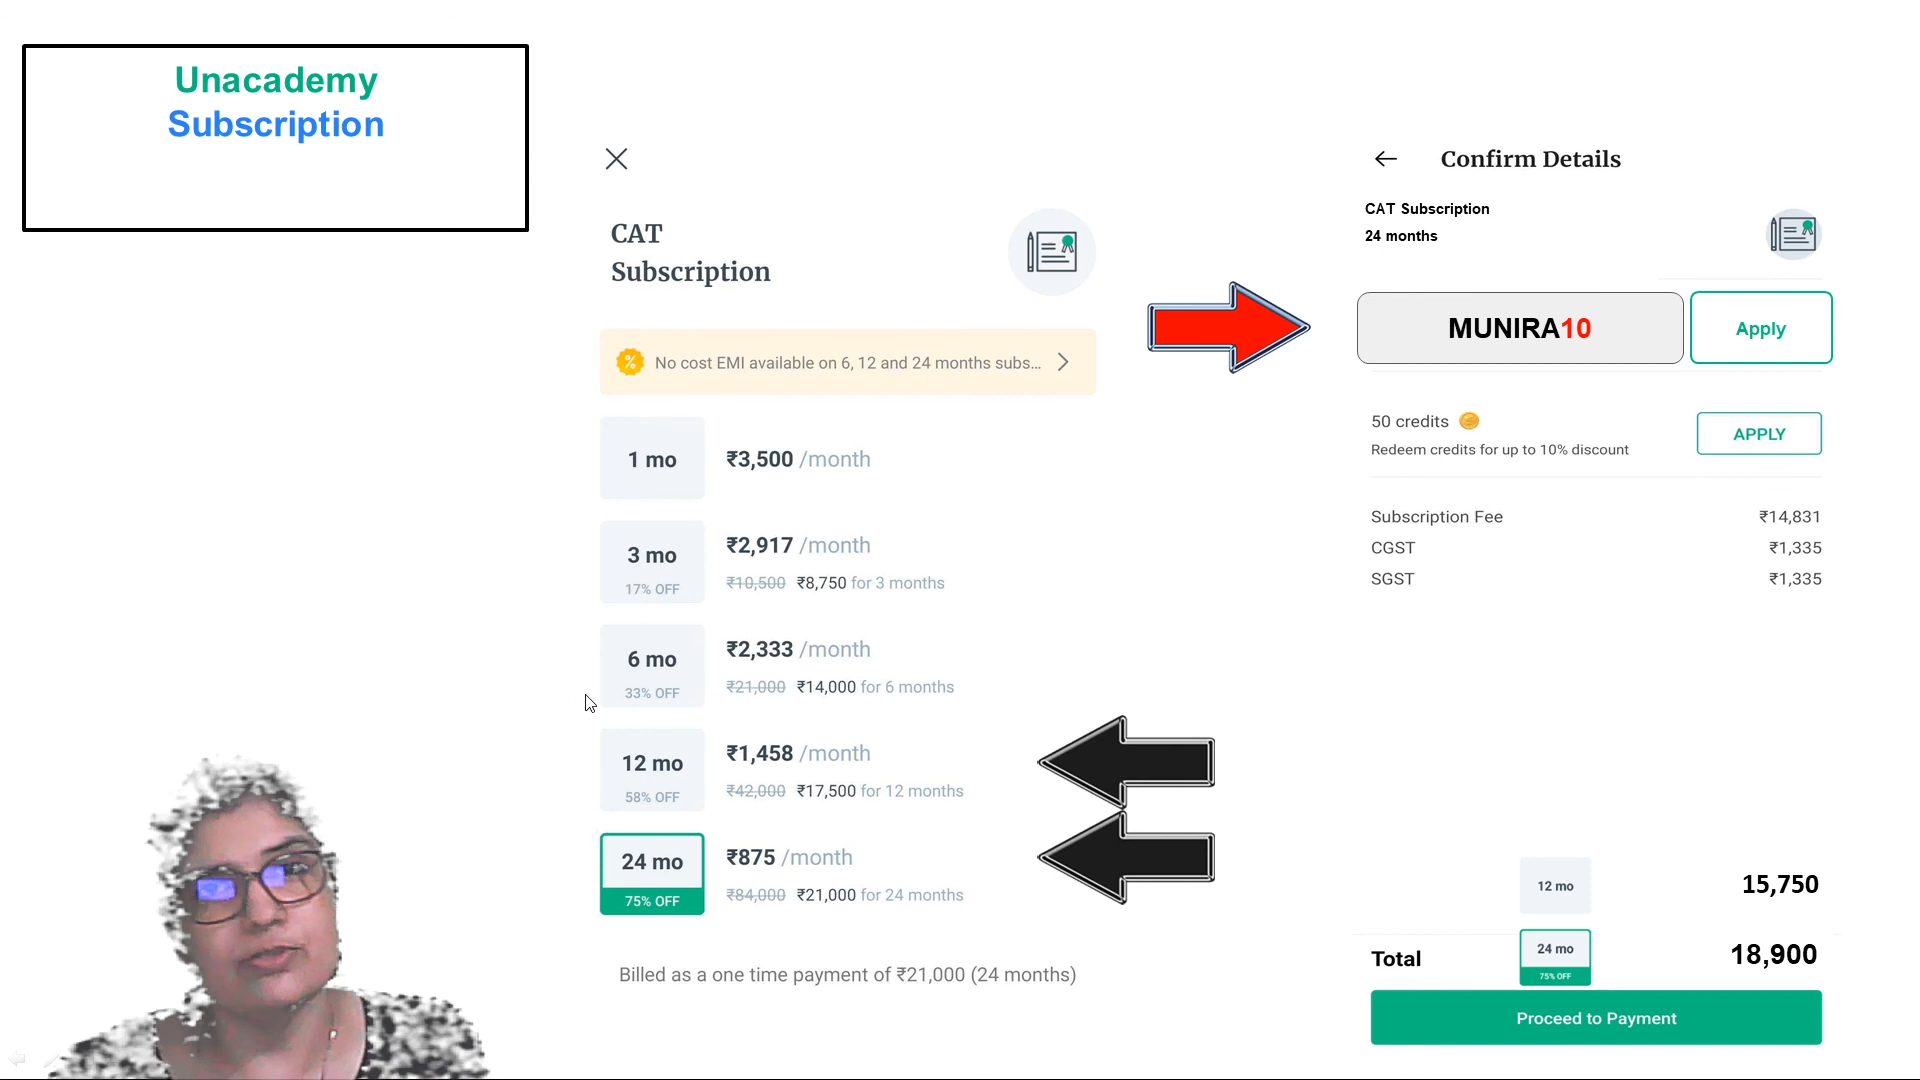 Unacademy
Subscription
CAT
Subscription
No cost EMI available on 6, 12 and 24 months subs...
1 mo
₹3,500 /month
3 mo
17% OFF
₹2,917 /month
₹10,500 ₹8,750 for 3 months
6 mo
33% OFF
₹2,333 /month
₹21,000 ₹14,000 for 6 months
12 mo
58% OFF
₹1,458 /month
₹42,000 ₹17,500 for 12 months
24 mo
75% OFF
₹875 /month
₹84,000 ₹21,000 for 24 months
Billed as a one time payment of ₹21,000 (24 months)
Confirm Details
CAT Subscription
24 months
MUNIRA10
Apply
50 credits
Redeem credits for up to 10% discount
APPLY
Subscription Fee ₹14,831
CGST ₹1,335
SGST ₹1,335
12 mo 15,750
Total 24 mo 18,900
75% OFF
Proceed to Payment